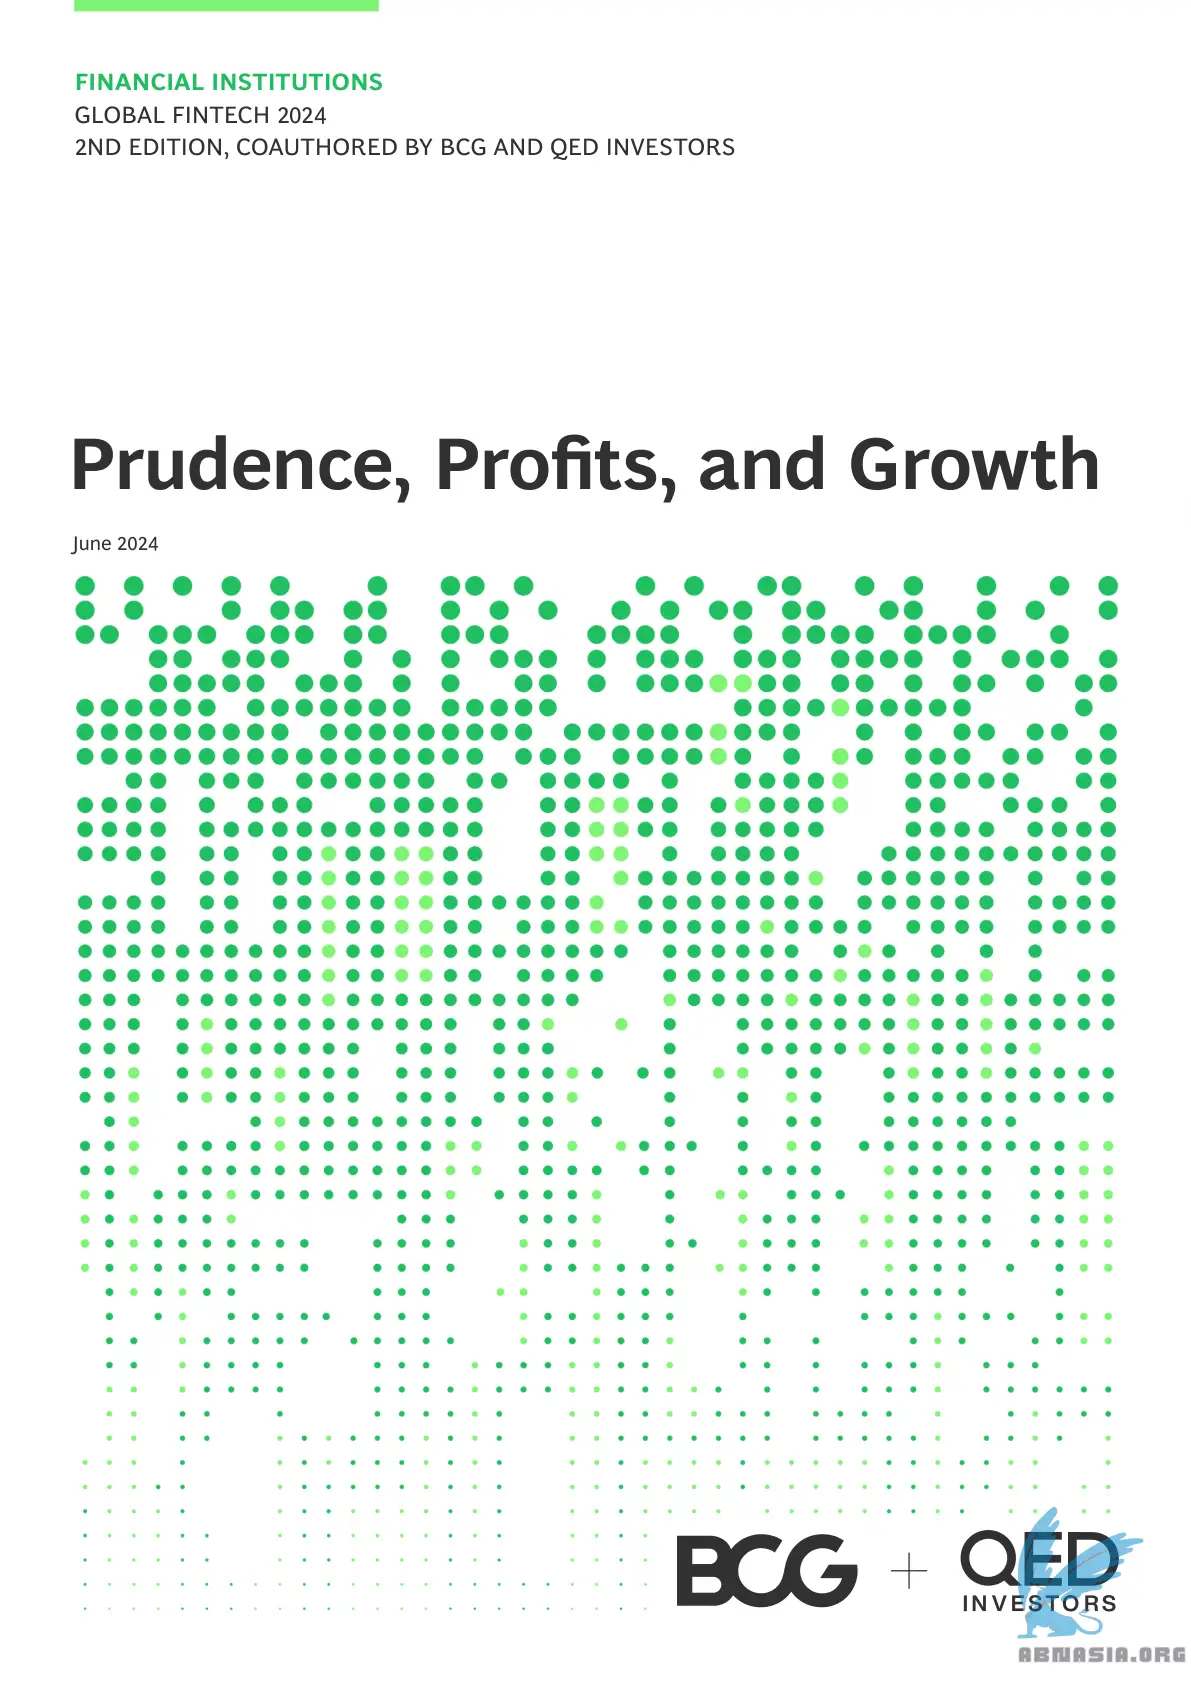 FINANCIAL INSTITUTIONS
GLOBAL FINTECH 2024
2ND EDITION, COAUTHORED BY BCG AND QED INVESTORS
Prudence, Profits, and Growth
June 2024
BCG + QED
INVESTORS
ABNASIA.ORG